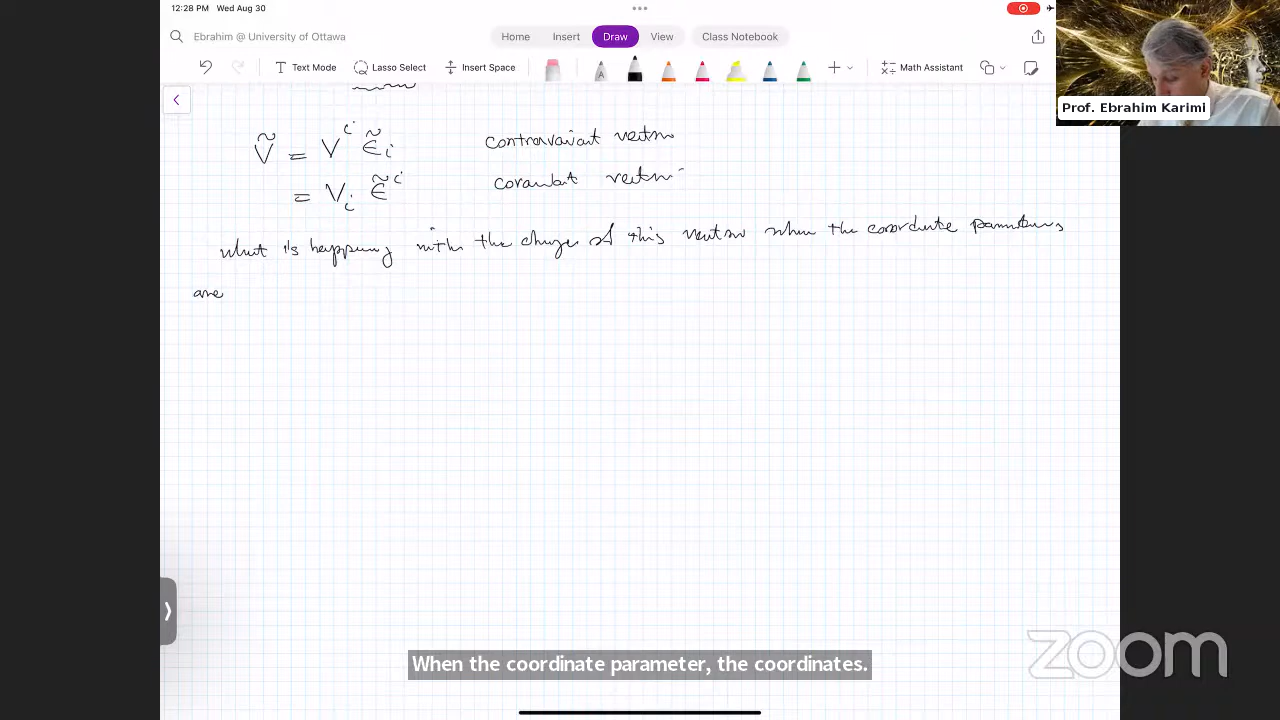 12:28 PM Wed Aug 30
Ebrahim @ University of Ottawa
Home Insert Draw View Class Notebook
Text Mode Lasso Select Insert Space Math Assistant
Prof. Ebrahim Karimi
Ṽ = Vⁱ ϵ̃ᵢ contravariant vector
= Vᵢ ϵ̃ⁱ covariant vector
what is happening with the change of this vector when the coordinate parameters
are
When the coordinate parameter, the coordinates.
zoom